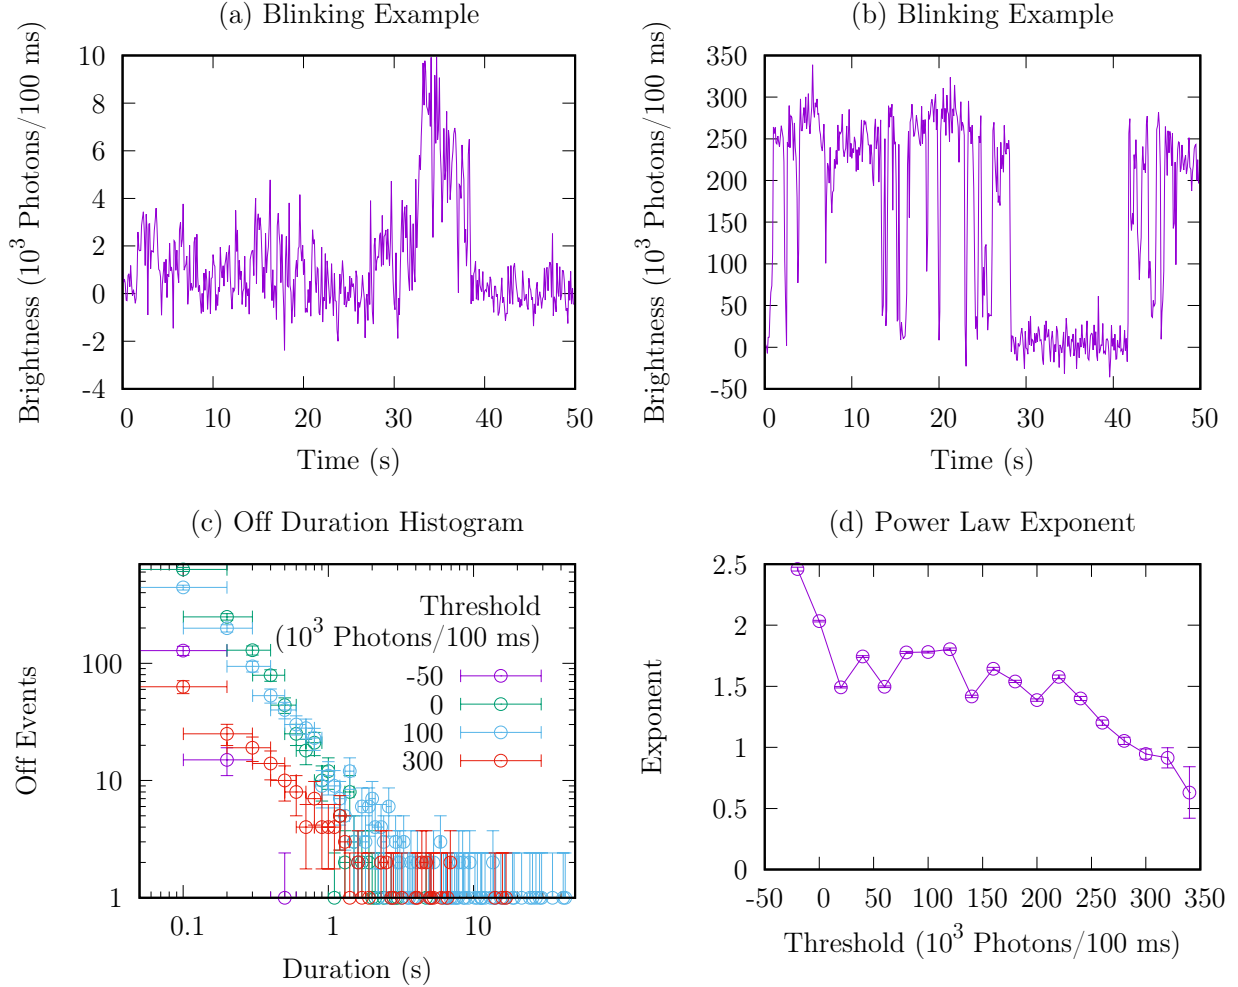 (a) Blinking Example
Brightness (10³ Photons/100 ms)
10
8
6
4
2
0
-2
-4
0 10 20 30 40 50
Time (s)
(b) Blinking Example
Brightness (10³ Photons/100 ms)
350
300
250
200
150
100
50
0
-50
0 10 20 30 40 50
Time (s)
(c) Off Duration Histogram
Off Events
100
10
1
Threshold
(10³ Photons/100 ms)
-50
0
100
300
0.1 1 10
Duration (s)
(d) Power Law Exponent
Exponent
2.5
2
1.5
1
0.5
0
-50 0 50 100 150 200 250 300 350
Threshold (10³ Photons/100 ms)